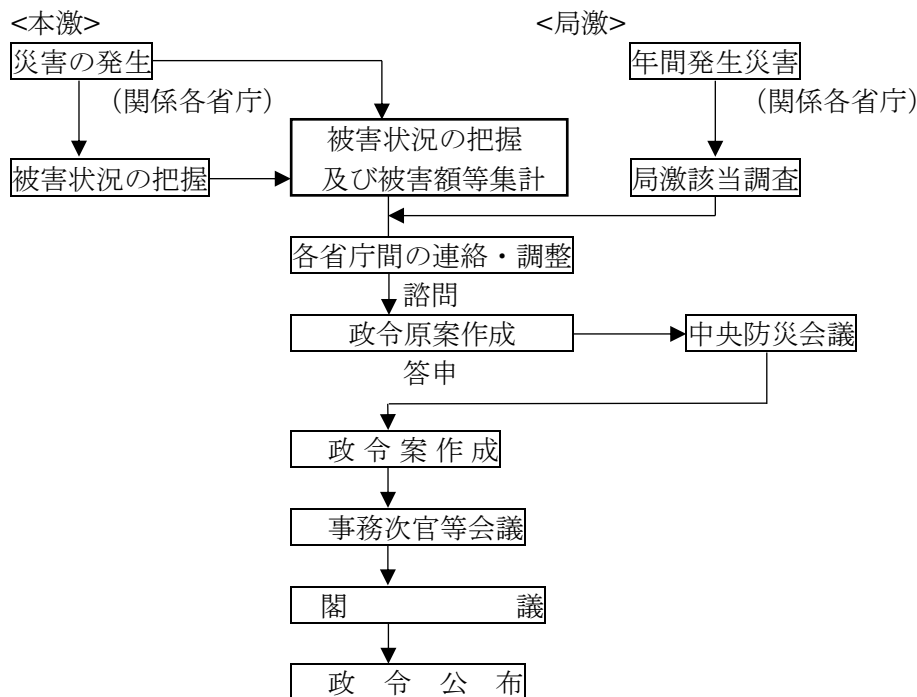 <本激>
<局激>
災害の発生
年間発生災害
(関係各省庁)
(関係各省庁)
被害状況の把握
及び被害額等集計
被害状況の把握
局激該当調査
各省庁間の連絡・調整
諮問
政令原案作成
中央防災会議
答申
政 令 案 作 成
事務次官等会議
閣 議
政 令 公 布